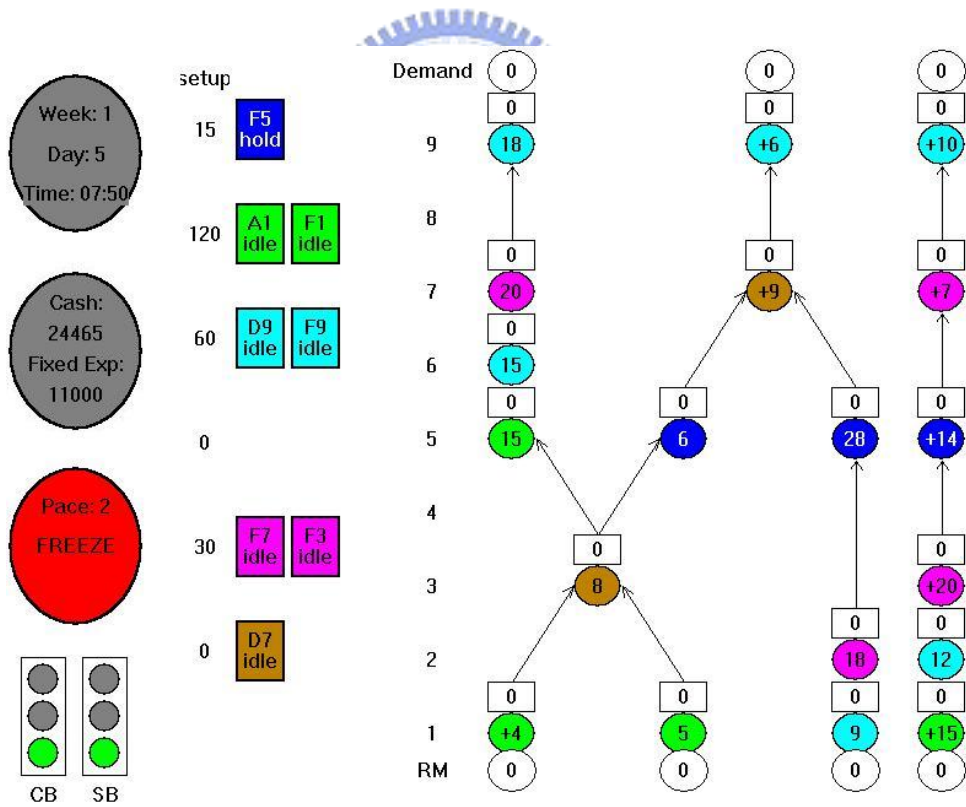 Demand 0 0 0
setup
0 0 0
Week: 1
Day: 5
Time: 07:50
15 F5 hold
9 18 +6 +10
120 A1 idle F1 idle
8
0 0 0
Cash:
24465
Fixed Exp:
11000
7 20 +9 +7
60 D9 idle F9 idle
0
6 15
0 0 0 0
0
5 15 6 28 +14
Pace: 2
FREEZE
4
30 F7 idle F3 idle
0 0
3 8 +20
0 0
0 D7 idle
2 18 12
0 0 0 0
1 +4 5 9 +15
RM 0 0 0 0
CB SB